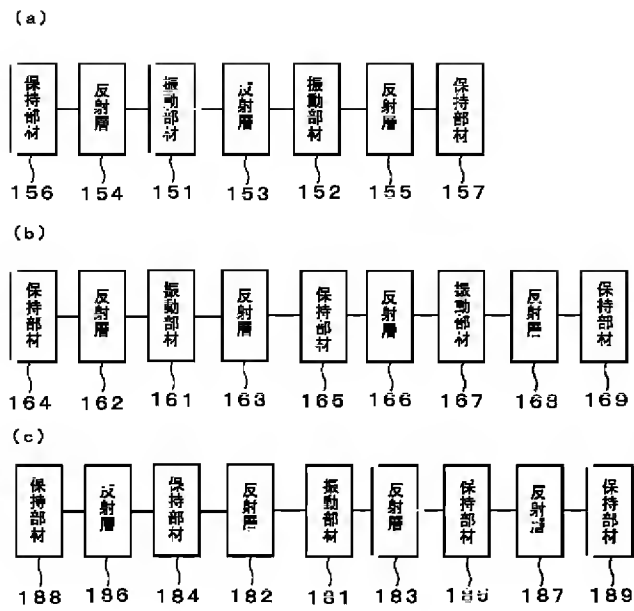 (a)
保持部材 反射層 振動部材 反射層 振動部材 反射層 保持部材
156 154 151 153 152 155 157
(b)
保持部材 反射層 振動部材 反射層 保持部材 反射層 振動部材 反射層 保持部材
164 162 161 163 165 166 167 168 169
(c)
保持部材 反射層 保持部材 反射層 振動部材 反射層 保持部材 反射層 保持部材
188 186 184 182 181 183 185 187 189